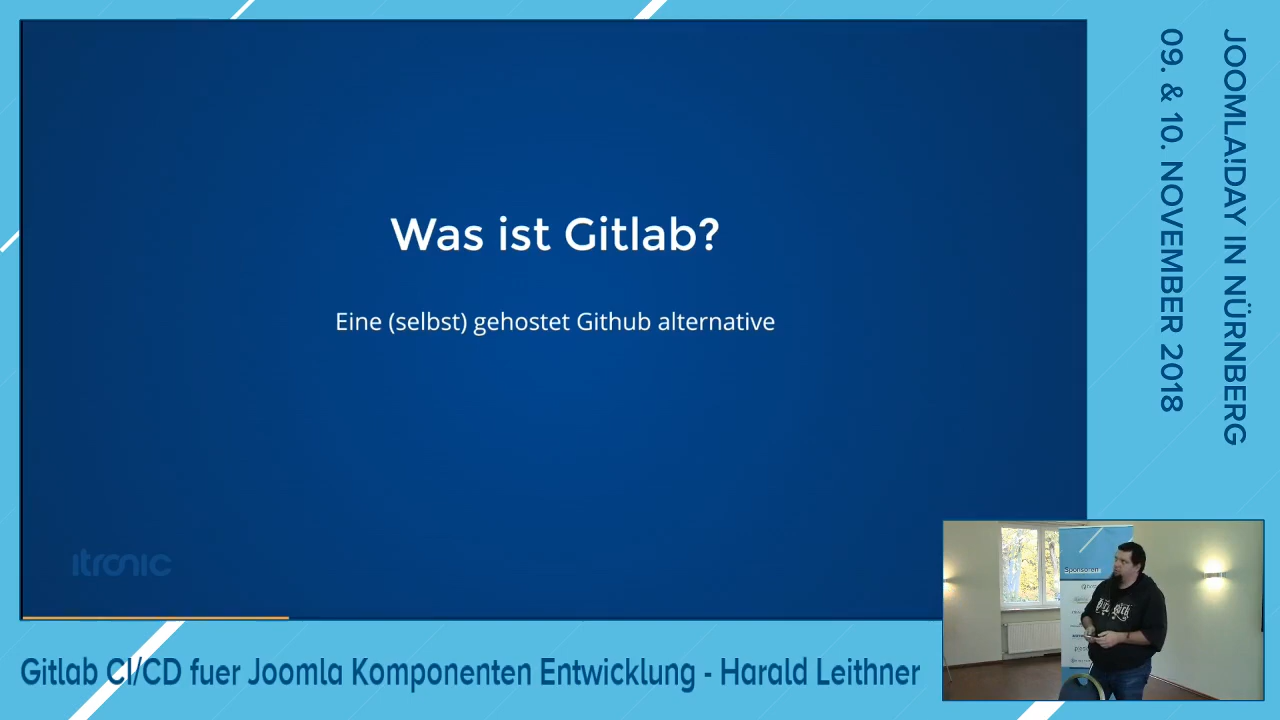 Was ist Gitlab?
Eine (selbst) gehostet Github alternative
itronic
JOOMLA!DAY IN NÜRNBERG
09. & 10. NOVEMBER 2018
Sponsoren
Gitlab CI/CD fuer Joomla Komponenten Entwicklung - Harald Leithner